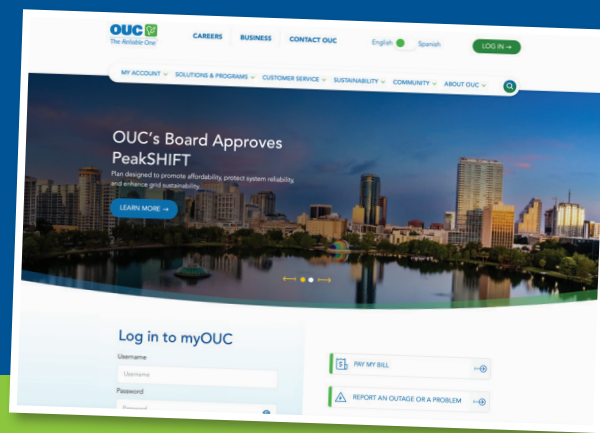 OUC
The Reliable One
CAREERS BUSINESS CONTACT OUC English Spanish LOG IN →
MY ACCOUNT SOLUTIONS & PROGRAMS CUSTOMER SERVICE SUSTAINABILITY COMMUNITY ABOUT OUC
OUC's Board Approves
PeakSHIFT
Plan designed to promote affordability, protect system reliability,
and enhance grid sustainability.
LEARN MORE →
Log in to myOUC
Username
Username
Password
Password
PAY MY BILL
REPORT AN OUTAGE OR A PROBLEM